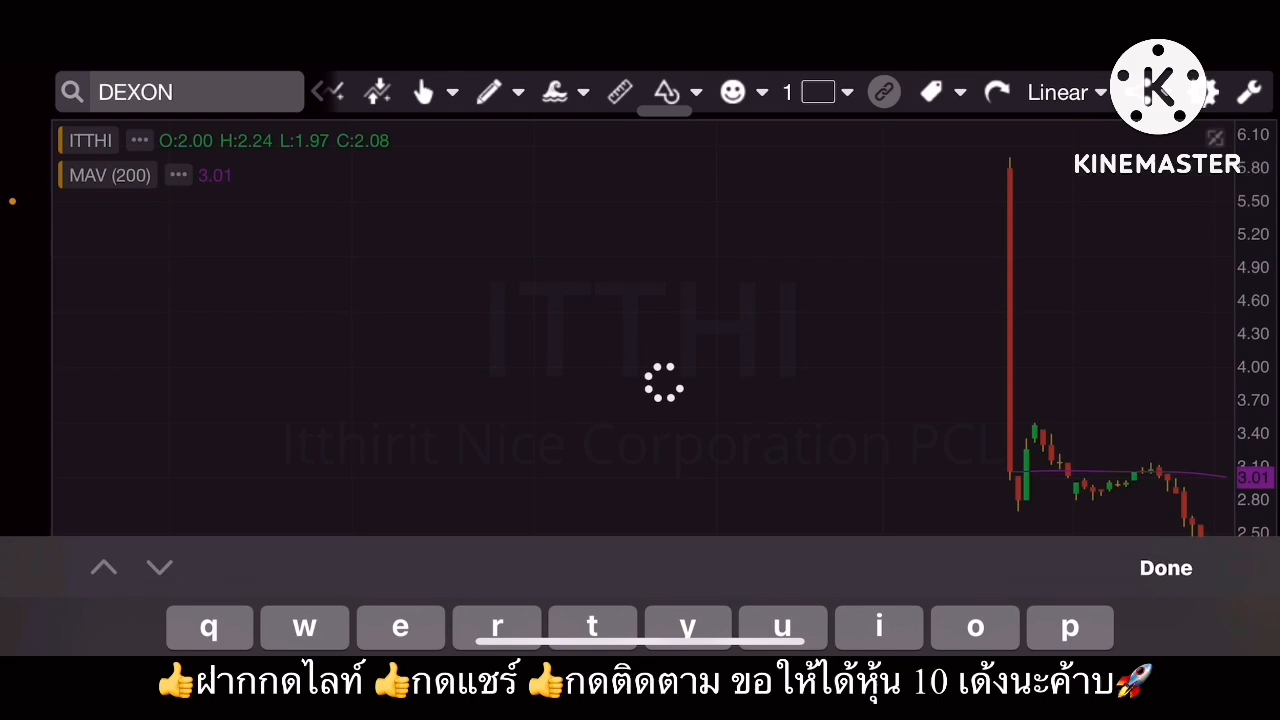 DEXON
1
Linear
ITTHI ••• O:2.00 H:2.24 L:1.97 C:2.08
MAV (200) ••• 3.01
K
KINEMASTER
6.10
5.80
5.50
5.20
4.90
4.60
4.30
4.00
3.70
3.40
3.10
3.01
2.80
2.50
ITTHI
Itthirit Nice Corporation PCL
Done
q w e r t y u i o p
👍ฝากกดไลท์ 👍กดแชร์ 👍กดติดตาม ขอให้ได้หุ้น 10 เด้งนะค้าบ🚀